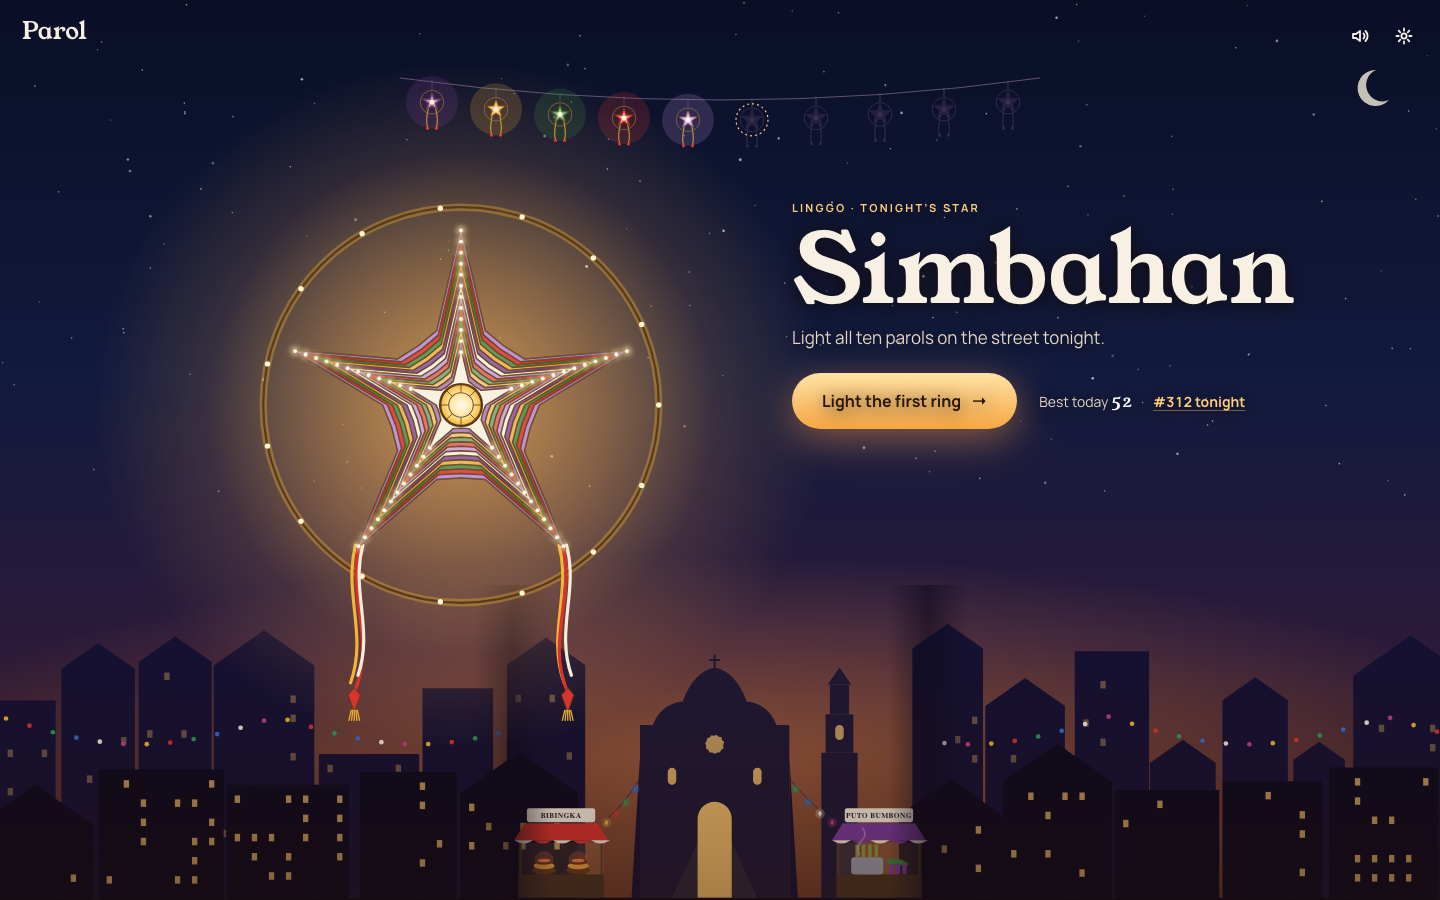 Parol
LINGGO · TONIGHT'S STAR
Simbahan
Light all ten parols on the street tonight.
Light the first ring →
Best today 52 · #312 tonight
BIBINGKA
PUTO BUMBONG